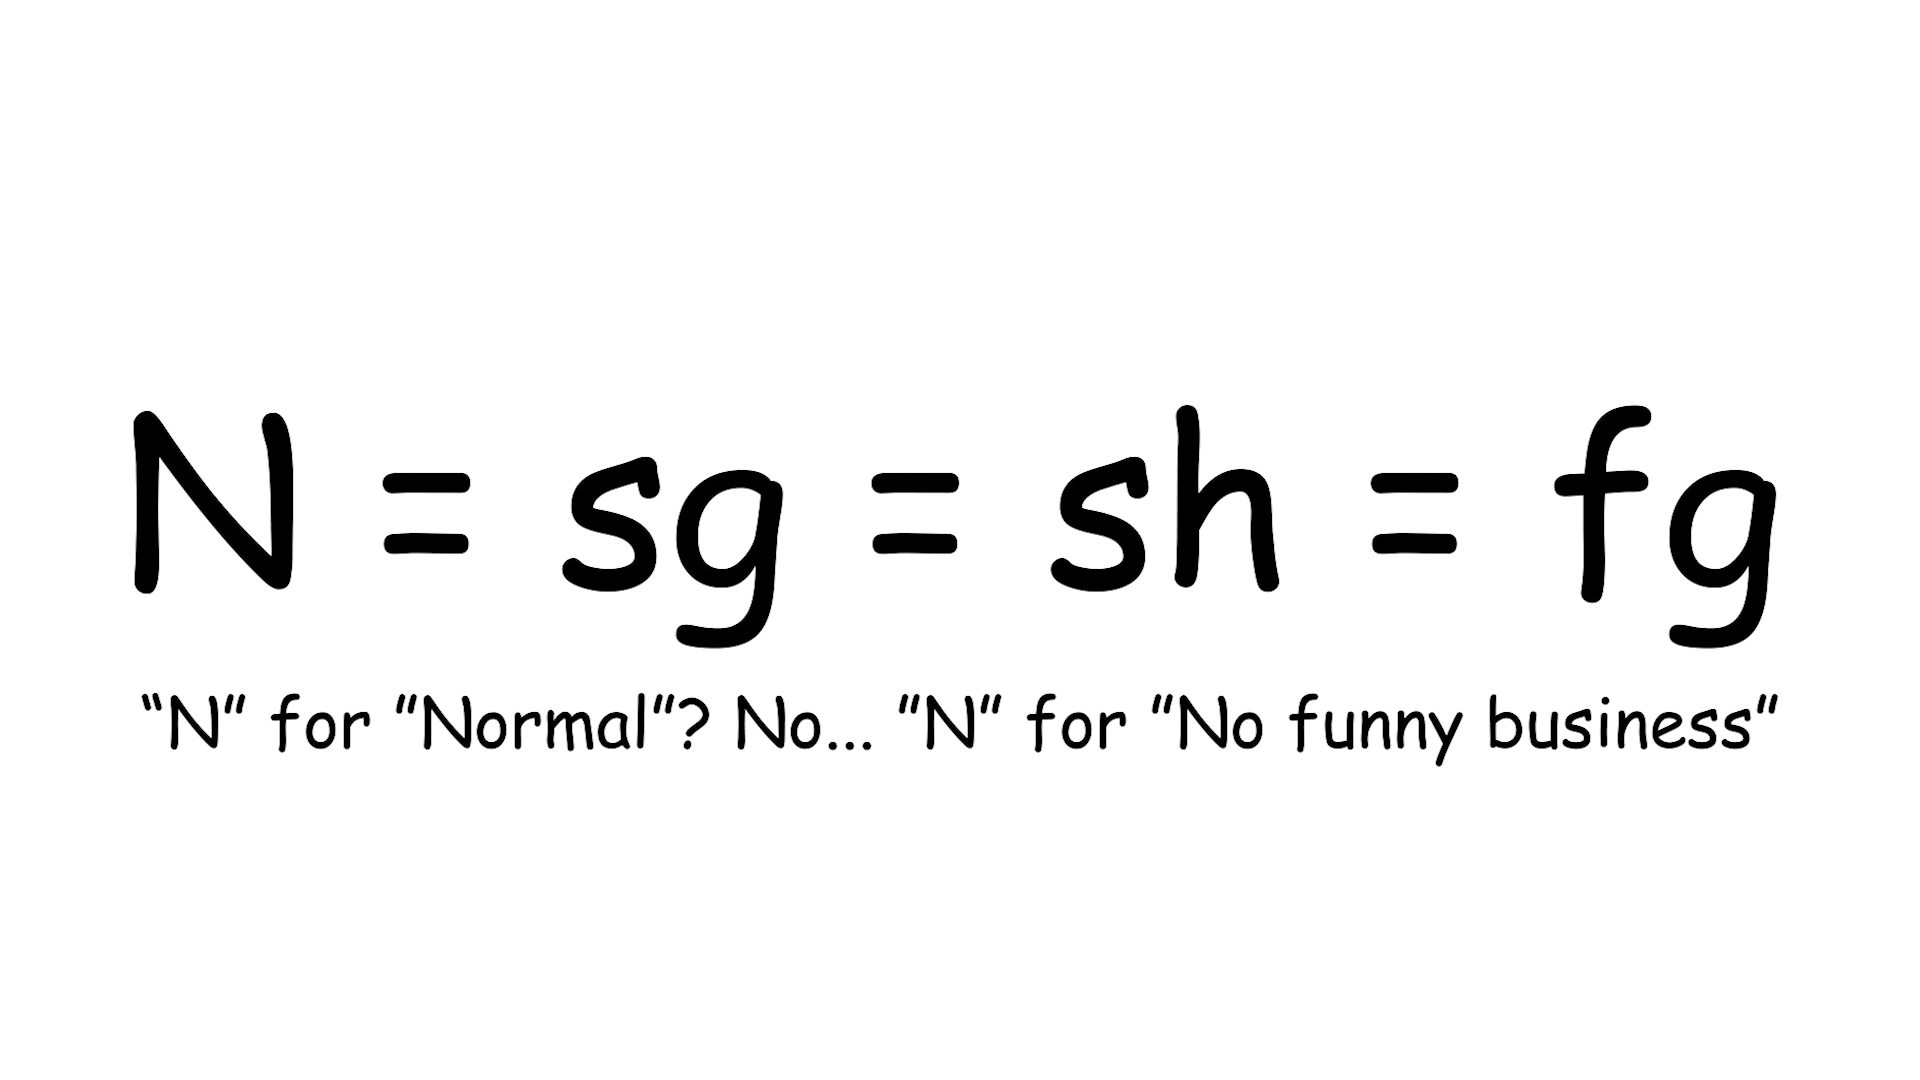 N = sg = sh = fg
“N” for ”Normal”? No... ”N” for ”No funny business”